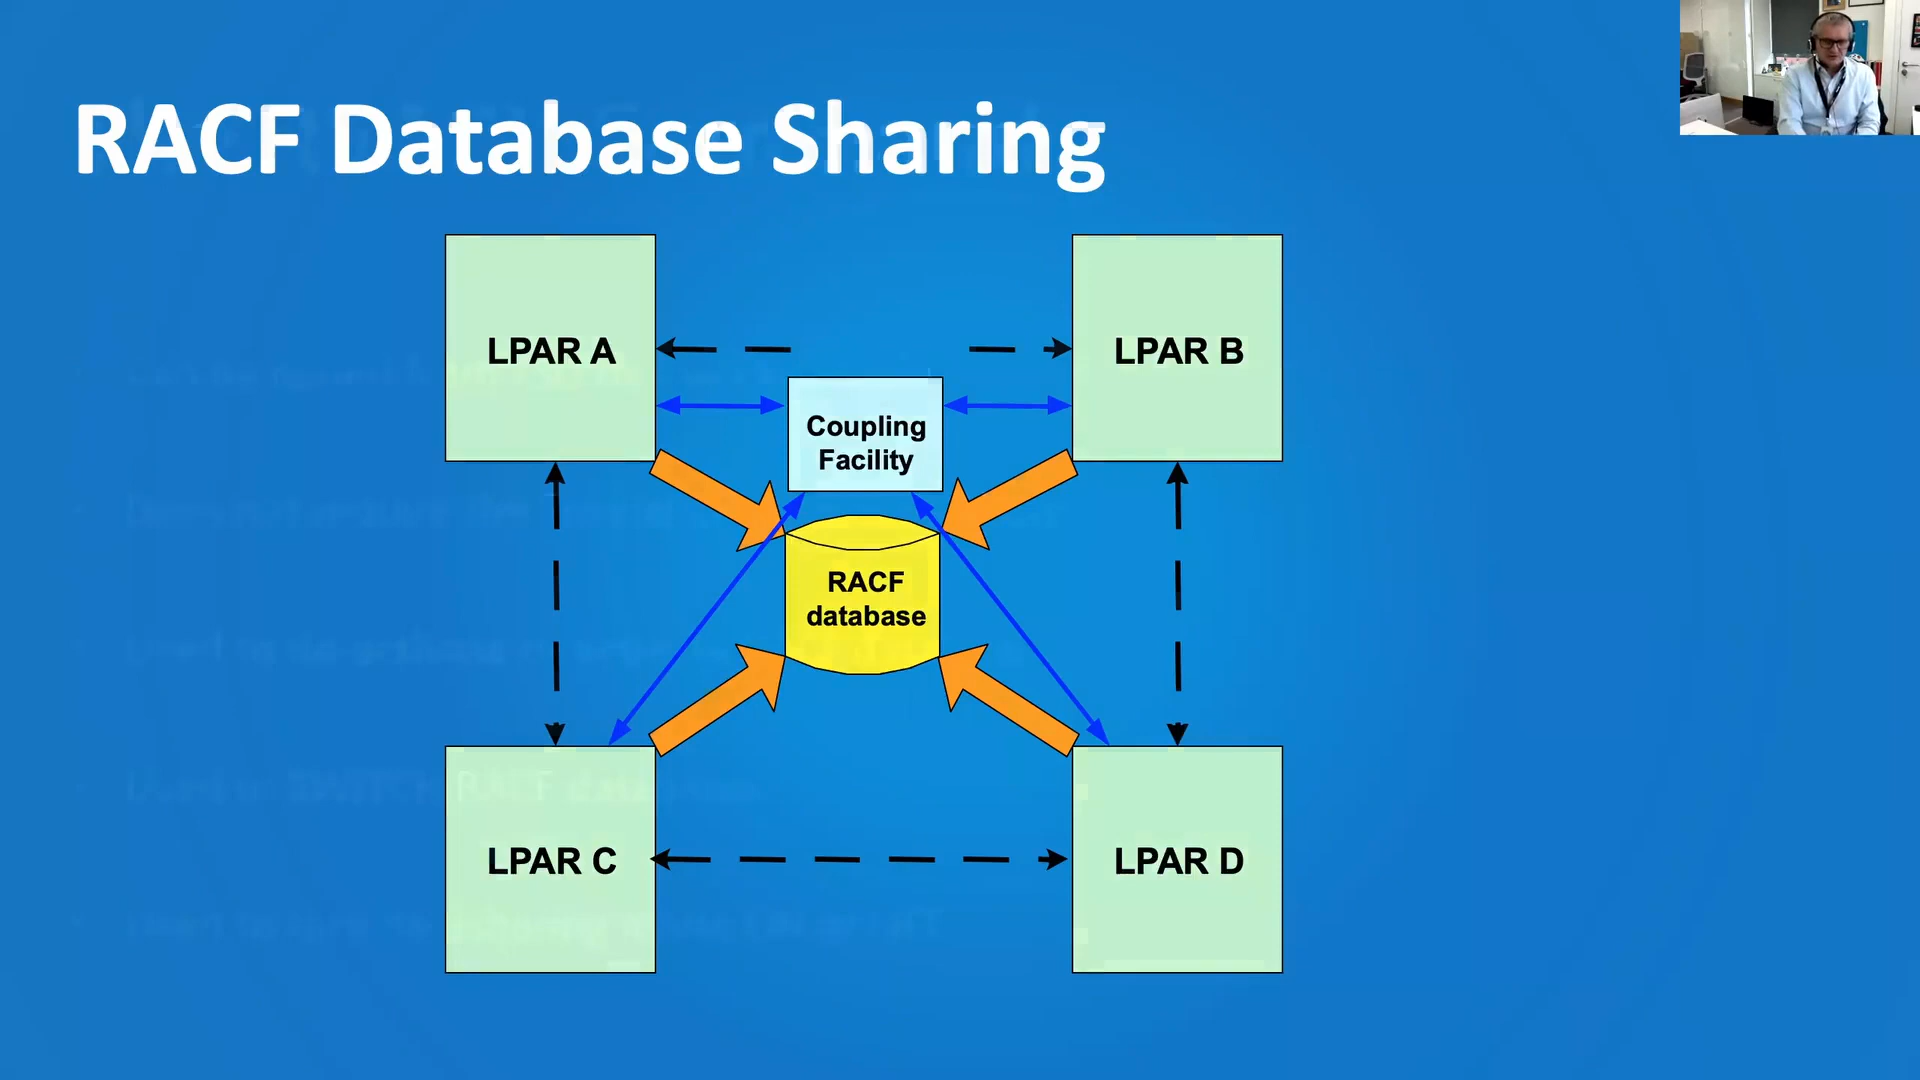 RACF Database Sharing
LPAR A
LPAR B
Coupling
Facility
RACF
database
LPAR C
LPAR D